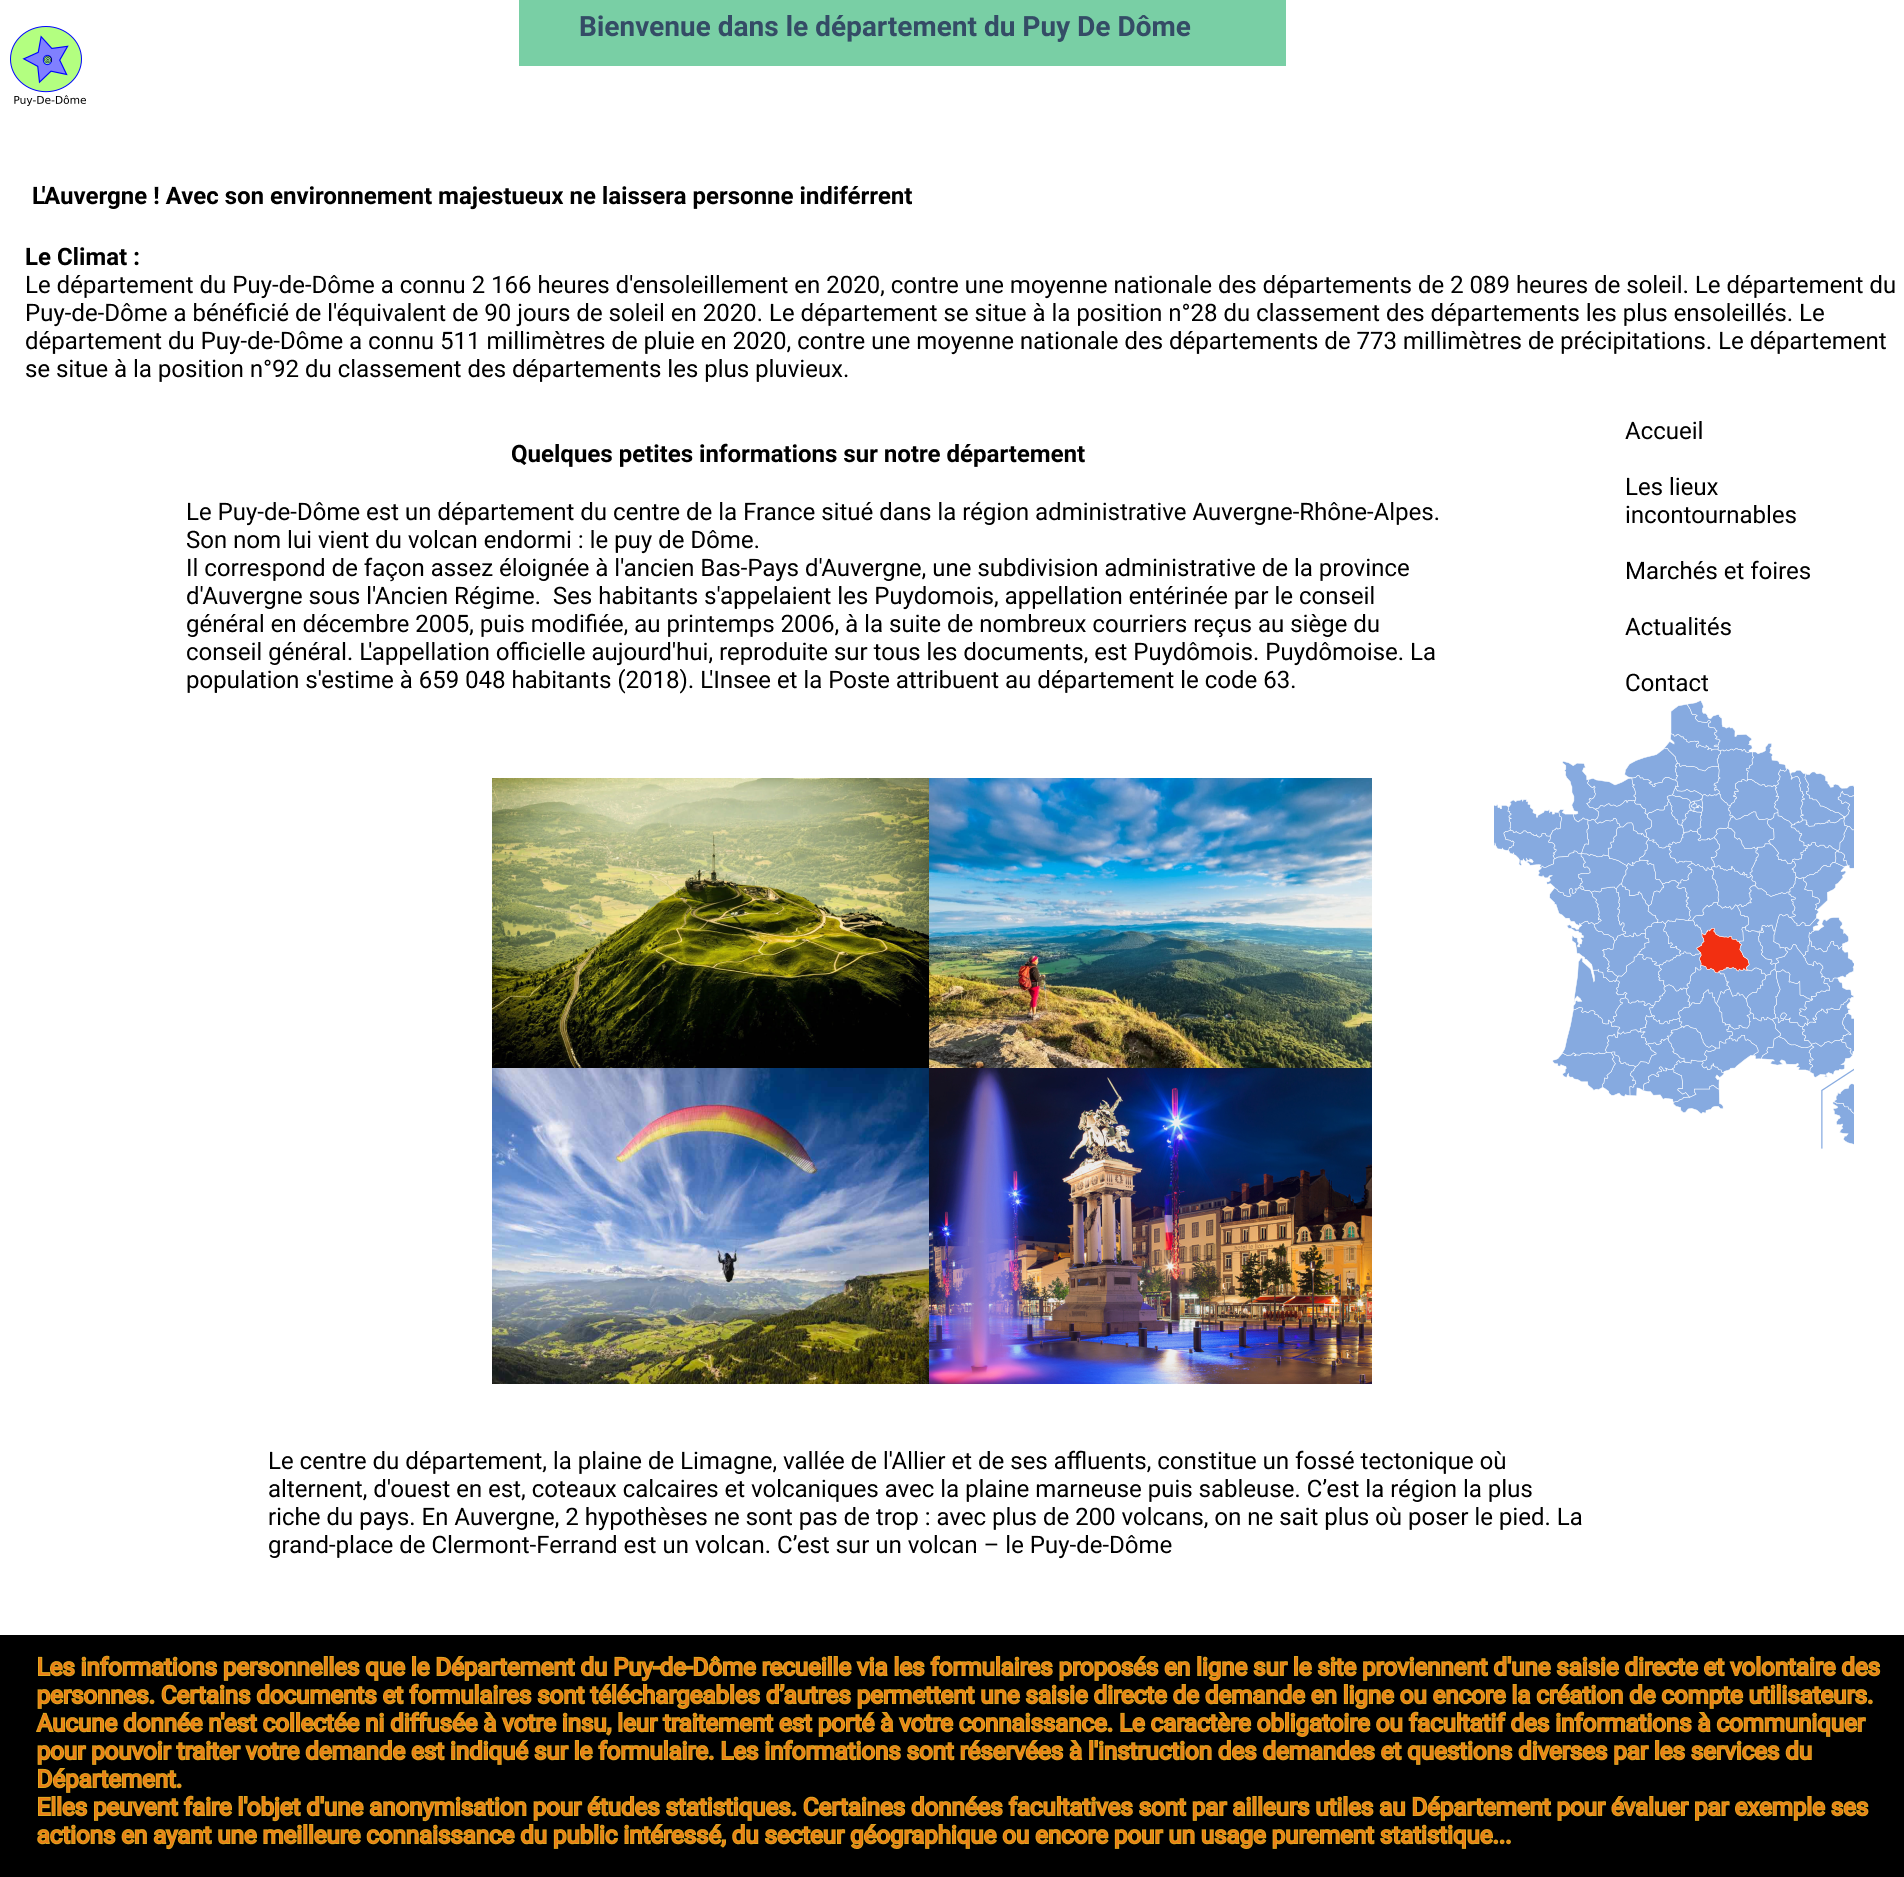 Bienvenue dans le département du Puy De Dôme
Puy-De-Dôme
L'Auvergne ! Avec son environnement majestueux ne laissera personne indiférrent
Le Climat :
Le département du Puy-de-Dôme a connu 2 166 heures d'ensoleillement en 2020, contre une moyenne nationale des départements de 2 089 heures de soleil. Le département du
Puy-de-Dôme a bénéficié de l'équivalent de 90 jours de soleil en 2020. Le département se situe à la position n°28 du classement des départements les plus ensoleillés. Le
département du Puy-de-Dôme a connu 511 millimètres de pluie en 2020, contre une moyenne nationale des départements de 773 millimètres de précipitations. Le département
se situe à la position n°92 du classement des départements les plus pluvieux.
Quelques petites informations sur notre département
Le Puy-de-Dôme est un département du centre de la France situé dans la région administrative Auvergne-Rhône-Alpes.
Son nom lui vient du volcan endormi : le puy de Dôme.
Il correspond de façon assez éloignée à l'ancien Bas-Pays d'Auvergne, une subdivision administrative de la province
d'Auvergne sous l'Ancien Régime.  Ses habitants s'appelaient les Puydomois, appellation entérinée par le conseil
général en décembre 2005, puis modifiée, au printemps 2006, à la suite de nombreux courriers reçus au siège du
conseil général. L'appellation officielle aujourd'hui, reproduite sur tous les documents, est Puydômois. Puydômoise. La
population s'estime à 659 048 habitants (2018). L'Insee et la Poste attribuent au département le code 63.
Accueil
Les lieux
incontournables
Marchés et foires
Actualités
Contact
Le centre du département, la plaine de Limagne, vallée de l'Allier et de ses affluents, constitue un fossé tectonique où
alternent, d'ouest en est, coteaux calcaires et volcaniques avec la plaine marneuse puis sableuse. C’est la région la plus
riche du pays. En Auvergne, 2 hypothèses ne sont pas de trop : avec plus de 200 volcans, on ne sait plus où poser le pied. La
grand-place de Clermont-Ferrand est un volcan. C’est sur un volcan – le Puy-de-Dôme
Les informations personnelles que le Département du Puy-de-Dôme recueille via les formulaires proposés en ligne sur le site proviennent d'une saisie directe et volontaire des
personnes. Certains documents et formulaires sont téléchargeables d’autres permettent une saisie directe de demande en ligne ou encore la création de compte utilisateurs.
Aucune donnée n'est collectée ni diffusée à votre insu, leur traitement est porté à votre connaissance. Le caractère obligatoire ou facultatif des informations à communiquer
pour pouvoir traiter votre demande est indiqué sur le formulaire. Les informations sont réservées à l'instruction des demandes et questions diverses par les services du
Département.
Elles peuvent faire l'objet d'une anonymisation pour études statistiques. Certaines données facultatives sont par ailleurs utiles au Département pour évaluer par exemple ses
actions en ayant une meilleure connaissance du public intéressé, du secteur géographique ou encore pour un usage purement statistique...